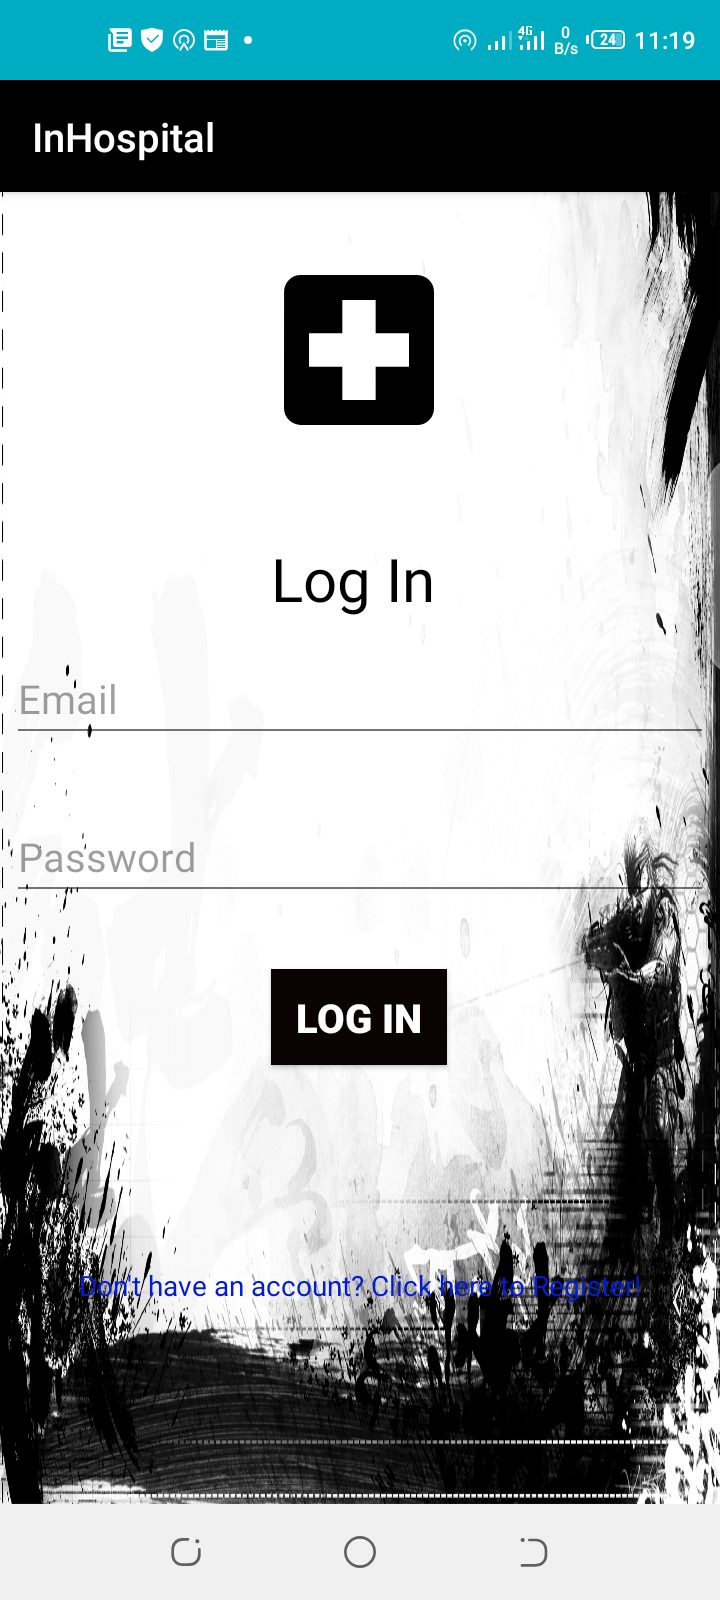 0
4G
B/s
24
11:19
InHospital
Log In
Email
Password
LOG IN
Don't have an account? Click here to Register!